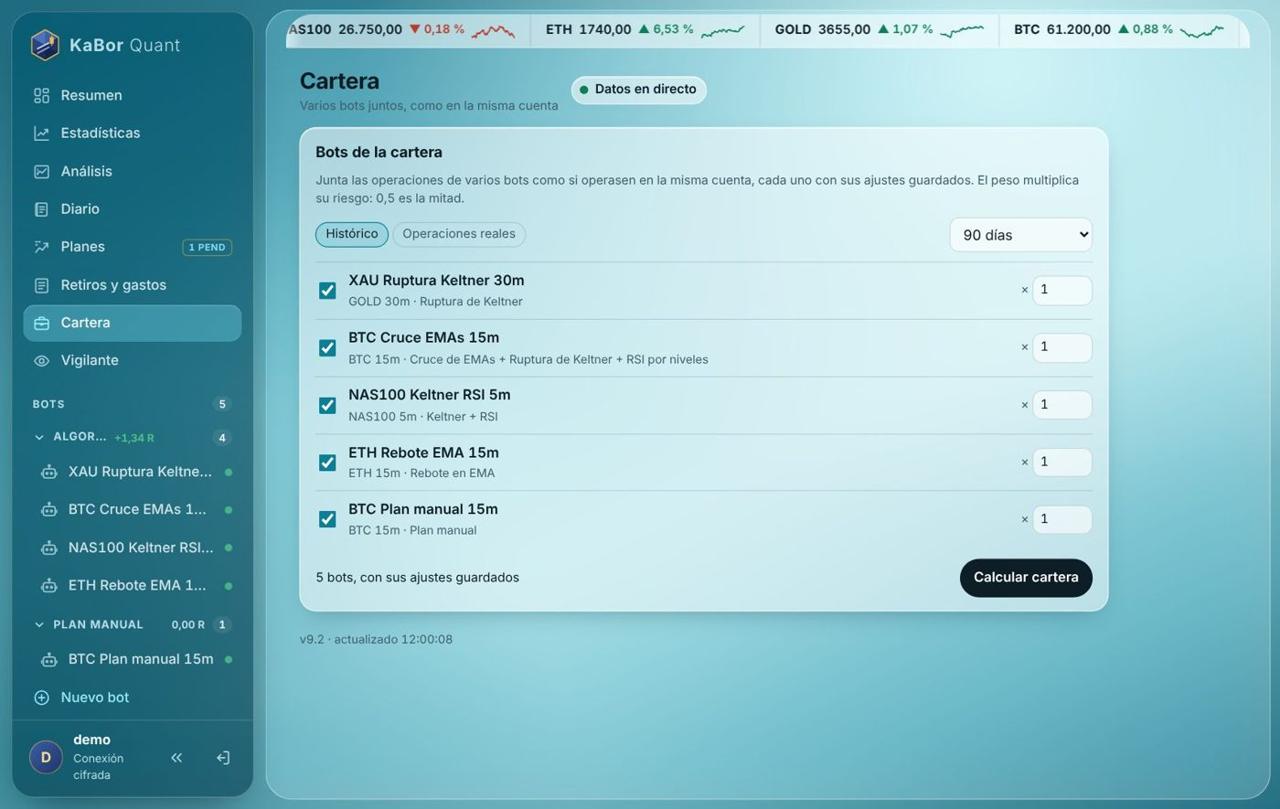 KaBor Quant
Resumen
Estadísticas
Análisis
Diario
Planes 1 PEND
Retiros y gastos
Cartera
Vigilante
BOTS 5
ALGOR... +1,34 R 4
XAU Ruptura Keltne...
BTC Cruce EMAs 1...
NAS100 Keltner RSI...
ETH Rebote EMA 1...
PLAN MANUAL 0,00 R 1
BTC Plan manual 15m
Nuevo bot
D
demo
Conexión
cifrada
AS100 26.750,00 ▼ 0,18 % ETH 1740,00 ▲ 6,53 % GOLD 3655,00 ▲ 1,07 % BTC 61.200,00 ▲ 0,88 %
Cartera
Varios bots juntos, como en la misma cuenta
Datos en directo
Bots de la cartera
Junta las operaciones de varios bots como si operasen en la misma cuenta, cada uno con sus ajustes guardados. El peso multiplica
su riesgo: 0,5 es la mitad.
Histórico Operaciones reales 90 días
XAU Ruptura Keltner 30m
GOLD 30m · Ruptura de Keltner
× 1
BTC Cruce EMAs 15m
BTC 15m · Cruce de EMAs + Ruptura de Keltner + RSI por niveles
× 1
NAS100 Keltner RSI 5m
NAS100 5m · Keltner + RSI
× 1
ETH Rebote EMA 15m
ETH 15m · Rebote en EMA
× 1
BTC Plan manual 15m
BTC 15m · Plan manual
× 1
5 bots, con sus ajustes guardados
Calcular cartera
v9.2 · actualizado 12:00:08